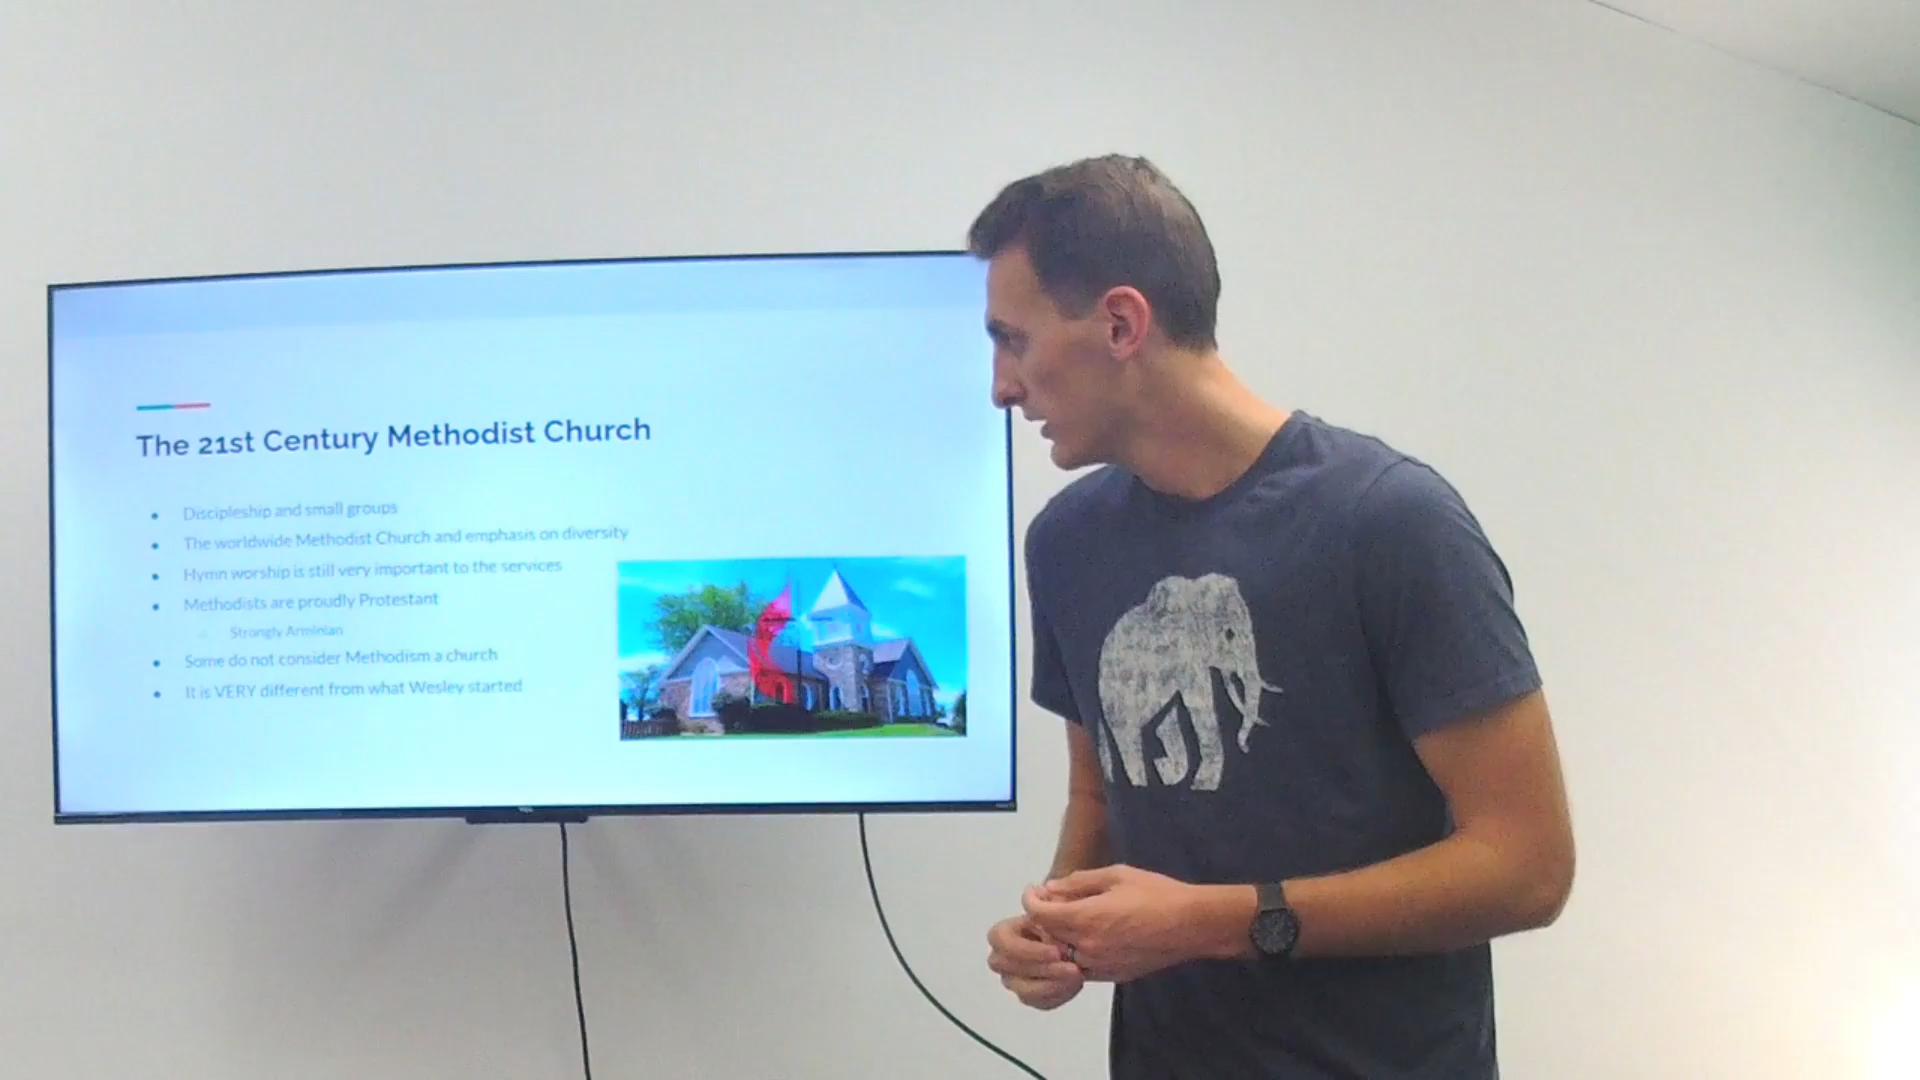 The 21st Century Methodist Church
Discipleship and small groups
The worldwide Methodist Church and emphasis on diversity
Hymn worship is still very important to the services
Methodists are proudly Protestant
Strongly Arminian
Some do not consider Methodism a church
It is VERY different from what Wesley started